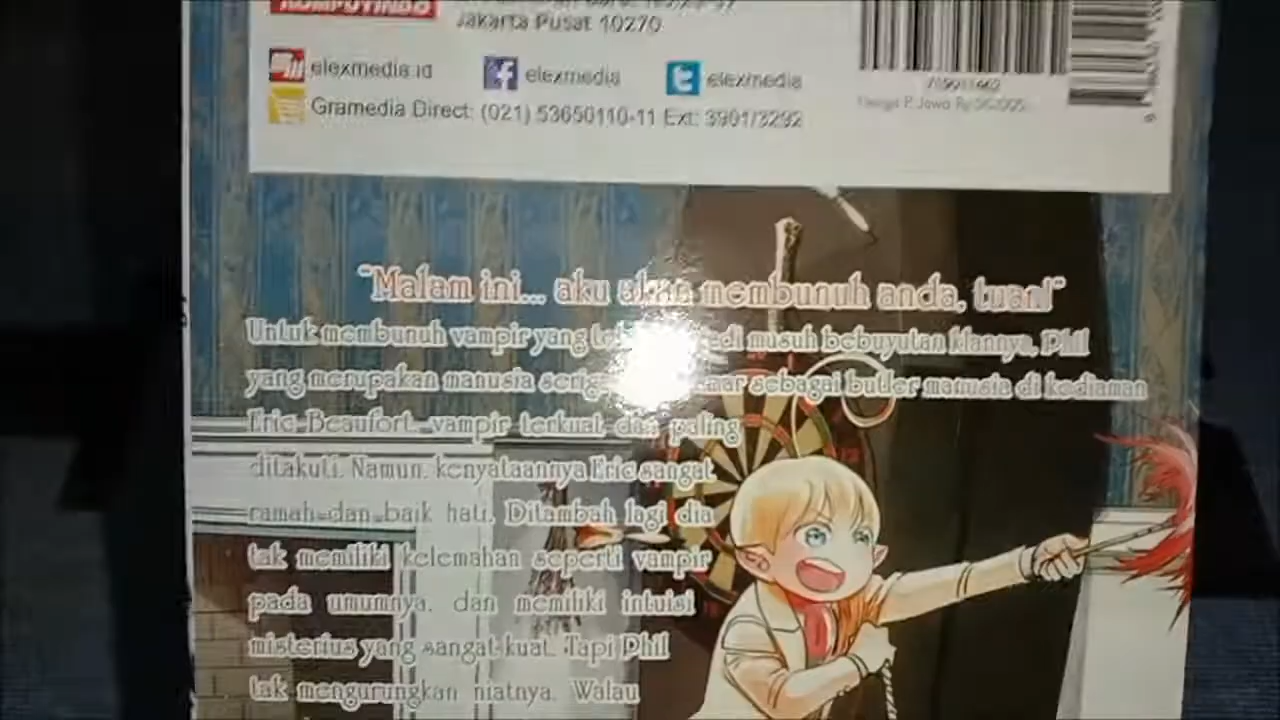 KOMPUTINDO
Jakarta Pusat 10270
elexmedia.id elexmedia elexmedia
Gramedia Direct: (021) 53650110-11 Ext: 3901/3292
Harga P. Jawa Rp
"Malam ini... aku akan membunuh anda, tuan!"
Untuk membunuh vampir yang musuh bebuyutan klannya, Phil
yang merupakan manusia sebagai butler manusia di kediaman
Eric Beaufort, vampir terkuat dan paling
ditakuti. Namun, kenyataannya Eric sangat
ramah dan baik hati. Ditambah lagi dia
tak memiliki kelemahan seperti vampir
pada umumnya, dan memiliki intuisi
misterius yang sangat kuat. Tapi Phil
tak mengurungkan niatnya. Walau